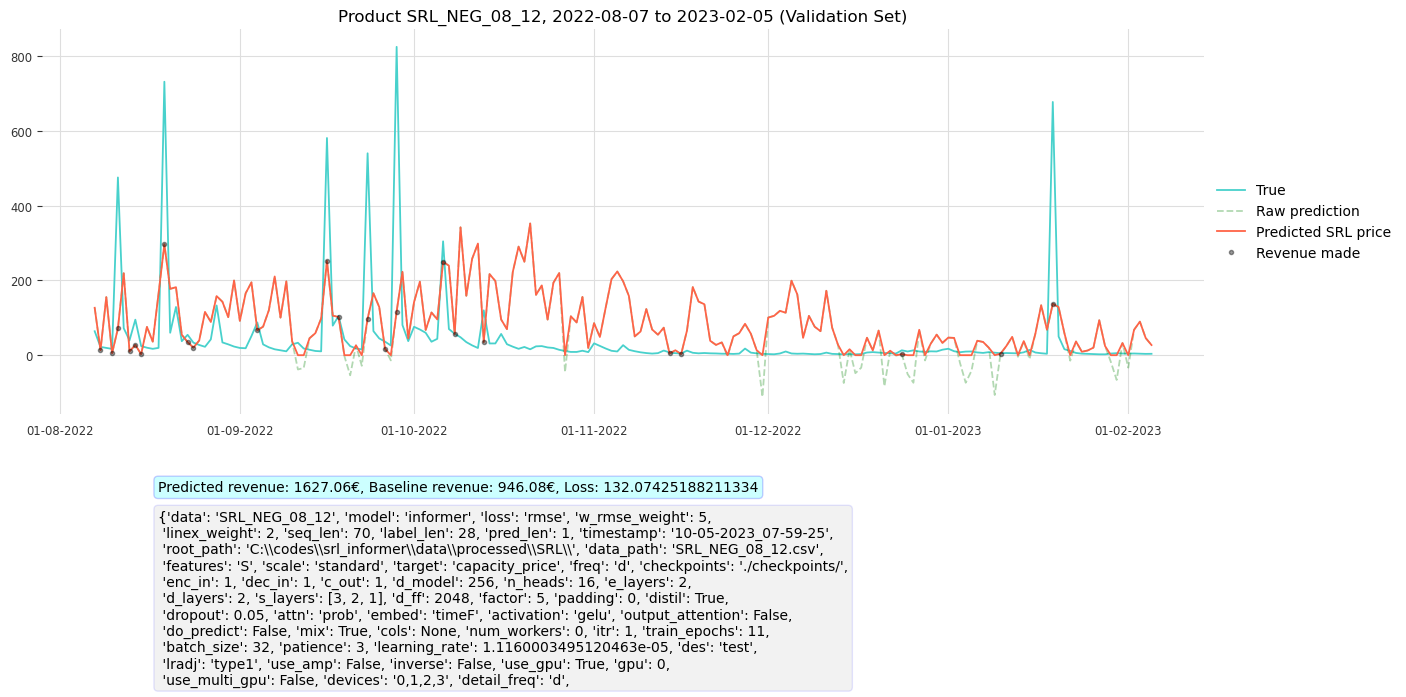 Product SRL_NEG_08_12, 2022-08-07 to 2023-02-05 (Validation Set)
800
600
400
200
0
01-08-2022
01-09-2022
01-10-2022
01-11-2022
01-12-2022
01-01-2023
01-02-2023
True
Raw prediction
Predicted SRL price
Revenue made
Predicted revenue: 1627.06€, Baseline revenue: 946.08€, Loss: 132.07425188211334
{'data': 'SRL_NEG_08_12', 'model': 'informer', 'loss': 'rmse', 'w_rmse_weight': 5,
'linex_weight': 2, 'seq_len': 70, 'label_len': 28, 'pred_len': 1, 'timestamp': '10-05-2023_07-59-25',
'root_path': 'C:\\codes\\srl_informer\\data\\processed\\SRL\\', 'data_path': 'SRL_NEG_08_12.csv',
'features': 'S', 'scale': 'standard', 'target': 'capacity_price', 'freq': 'd', 'checkpoints': './checkpoints/',
'enc_in': 1, 'dec_in': 1, 'c_out': 1, 'd_model': 256, 'n_heads': 16, 'e_layers': 2,
'd_layers': 2, 's_layers': [3, 2, 1], 'd_ff': 2048, 'factor': 5, 'padding': 0, 'distil': True,
'dropout': 0.05, 'attn': 'prob', 'embed': 'timeF', 'activation': 'gelu', 'output_attention': False,
'do_predict': False, 'mix': True, 'cols': None, 'num_workers': 0, 'itr': 1, 'train_epochs': 11,
'batch_size': 32, 'patience': 3, 'learning_rate': 1.1160003495120463e-05, 'des': 'test',
'lradj': 'type1', 'use_amp': False, 'inverse': False, 'use_gpu': True, 'gpu': 0,
'use_multi_gpu': False, 'devices': '0,1,2,3', 'detail_freq': 'd',